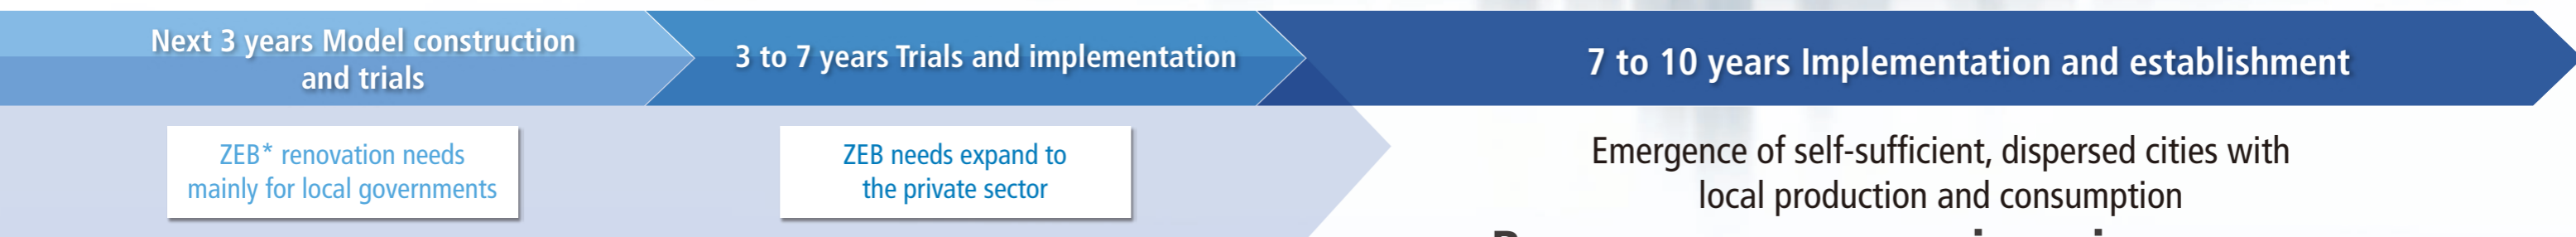 Next 3 years Model construction
and trials
3 to 7 years Trials and implementation
7 to 10 years Implementation and establishment
ZEB* renovation needs
mainly for local governments
ZEB needs expand to
the private sector
Emergence of self-sufficient, dispersed cities with
local production and consumption